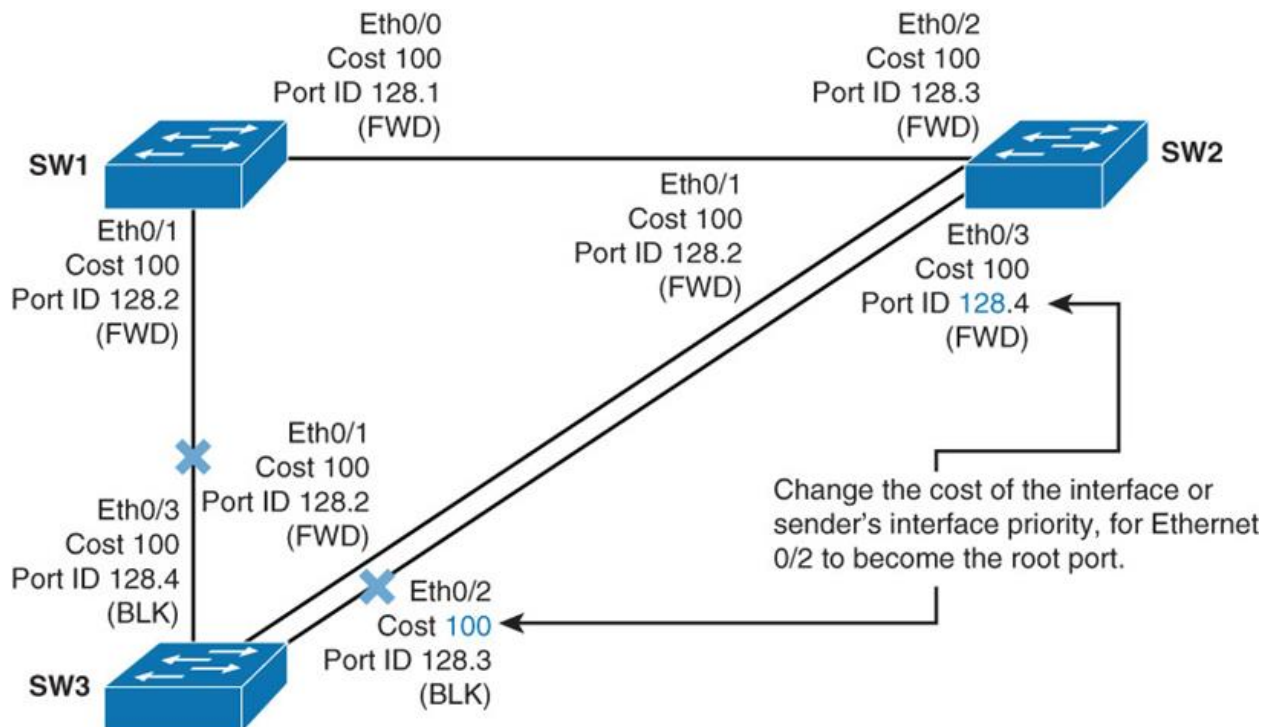 Eth0/0
Cost 100
Port ID 128.1
(FWD)
Eth0/2
Cost 100
Port ID 128.3
(FWD)
SW1
SW2
Eth0/1
Cost 100
Port ID 128.2
(FWD)
Eth0/1
Cost 100
Port ID 128.2
(FWD)
Eth0/3
Cost 100
Port ID 128.4
(FWD)
Eth0/1
Cost 100
Port ID 128.2
(FWD)
Eth0/3
Cost 100
Port ID 128.4
(BLK)
Change the cost of the interface or
sender's interface priority, for Ethernet
0/2 to become the root port.
Eth0/2
Cost 100
Port ID 128.3
(BLK)
SW3